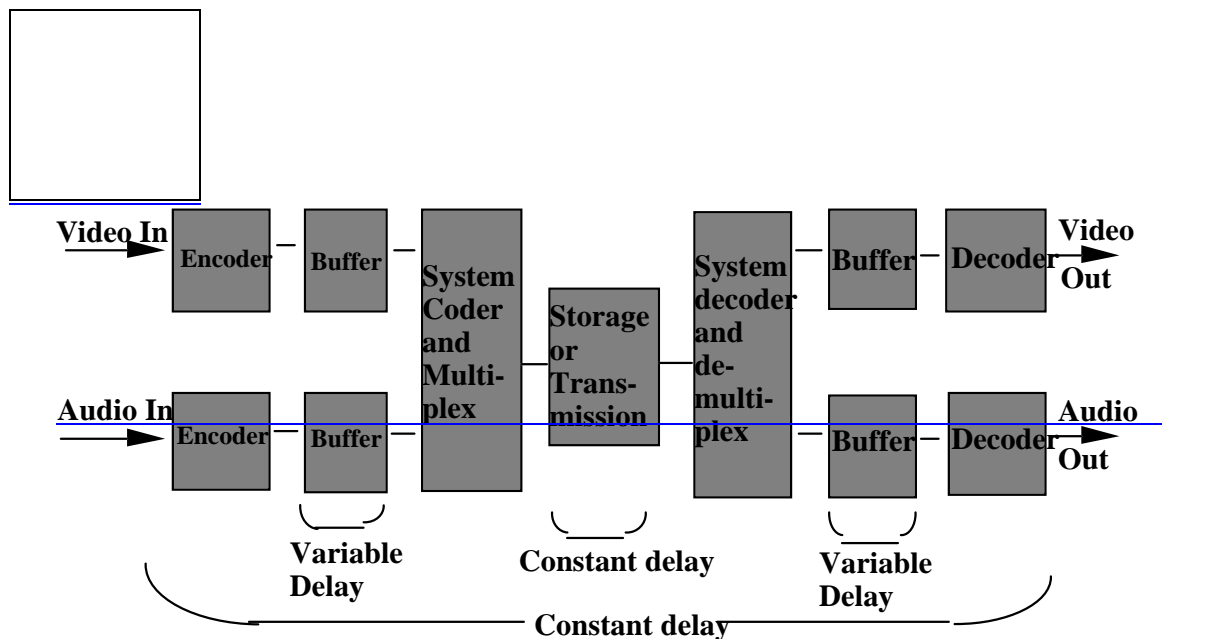 Video In
Encoder
Buffer
System
Coder
and
Multi-
plex
Storage
or
Trans-
mission
System
decoder
and
de-
multi-
plex
Buffer
Decoder
Video
Out
Audio In
Encoder
Buffer
Buffer
Decoder
Audio
Out
Variable
Delay
Constant delay
Variable
Delay
Constant delay